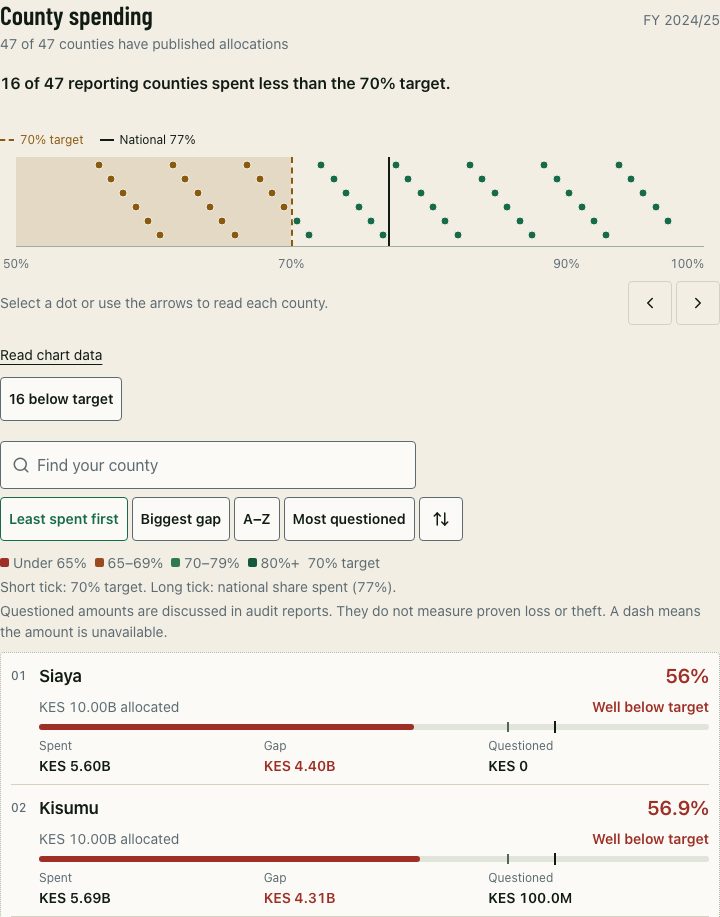 County spending
FY 2024/25
47 of 47 counties have published allocations
16 of 47 reporting counties spent less than the 70% target.
70% target
National 77%
50%
70%
90%
100%
Select a dot or use the arrows to read each county.
Read chart data
16 below target
Find your county
Least spent first
Biggest gap
A–Z
Most questioned
Under 65%
65–69%
70–79%
80%+
70% target
Short tick: 70% target. Long tick: national share spent (77%).
Questioned amounts are discussed in audit reports. They do not measure proven loss or theft. A dash means
the amount is unavailable.
01
Siaya
56%
KES 10.00B allocated
Well below target
Spent
Gap
Questioned
KES 5.60B
KES 4.40B
KES 0
02
Kisumu
56.9%
KES 10.00B allocated
Well below target
Spent
Gap
Questioned
KES 5.69B
KES 4.31B
KES 100.0M